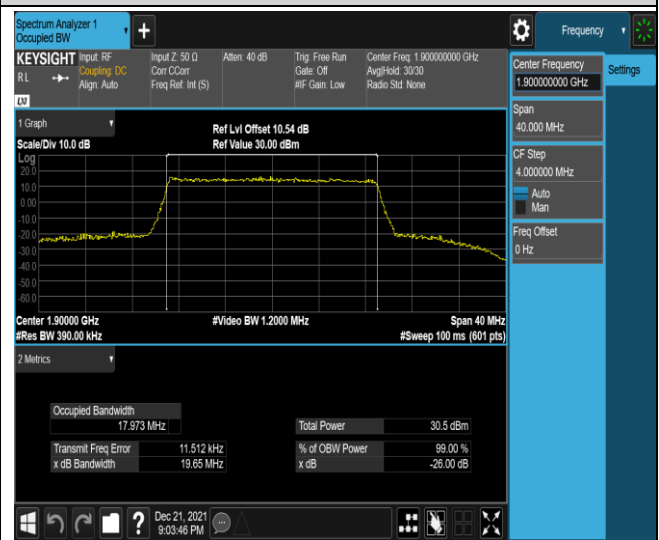 Spectrum Analyzer 1
Occupied BW
+
Frequency
KEYSIGHT
RL
LXI
Input: RF
Coupling: DC
Align: Auto
Input Z: 50 Ω
Corr CCorr
Freq Ref: Int (S)
Atten: 40 dB
Trig: Free Run
Gate: Off
#IF Gain: Low
Center Freq: 1.900000000 GHz
Avg|Hold: 30/30
Radio Std: None
Center Frequency
1.900000000 GHz
Settings
Span
40.000 MHz
CF Step
4.000000 MHz
Auto
Man
Freq Offset
0 Hz
1 Graph
Scale/Div 10.0 dB
Ref Lvl Offset 10.54 dB
Ref Value 30.00 dBm
Log
20.0
10.0
0.00
-10.0
-20.0
-30.0
-40.0
-50.0
-60.0
Center 1.90000 GHz
#Res BW 390.00 kHz
#Video BW 1.2000 MHz
Span 40 MHz
#Sweep 100 ms (601 pts)
2 Metrics
Occupied Bandwidth
17.973 MHz
Total Power 30.5 dBm
Transmit Freq Error 11.512 kHz
% of OBW Power 99.00 %
x dB Bandwidth 19.65 MHz
x dB -26.00 dB
?
Dec 21, 2021
9:03:46 PM